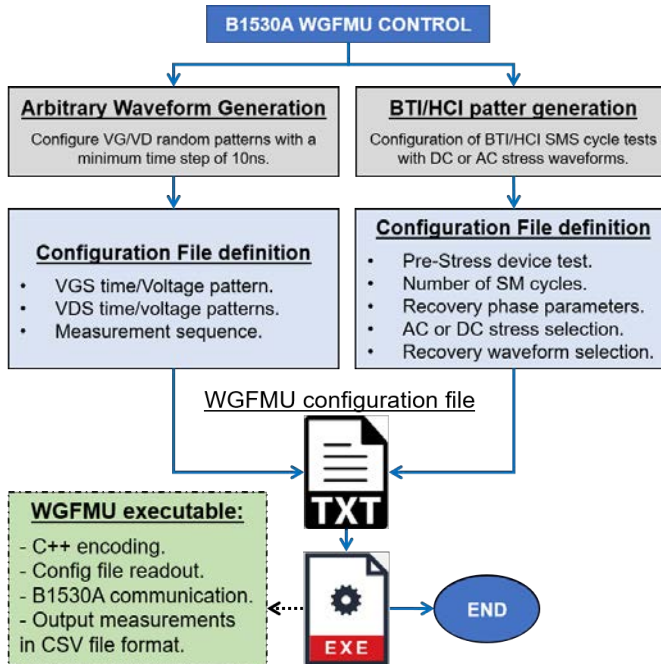 B1530A WGFMU CONTROL
Arbitrary Waveform Generation
Configure VG/VD random patterns with a
minimum time step of 10ns.
BTI/HCI patter generation
Configuration of BTI/HCI SMS cycle tests
with DC or AC stress waveforms.
Configuration File definition
• VGS time/Voltage pattern.
• VDS time/voltage patterns.
• Measurement sequence.
Configuration File definition
• Pre-Stress device test.
• Number of SM cycles.
• Recovery phase parameters.
• AC or DC stress selection.
• Recovery waveform selection.
WGFMU configuration file
TXT
WGFMU executable:
- C++ encoding.
- Config file readout.
- B1530A communication.
- Output measurements
in CSV file format.
EXE
END